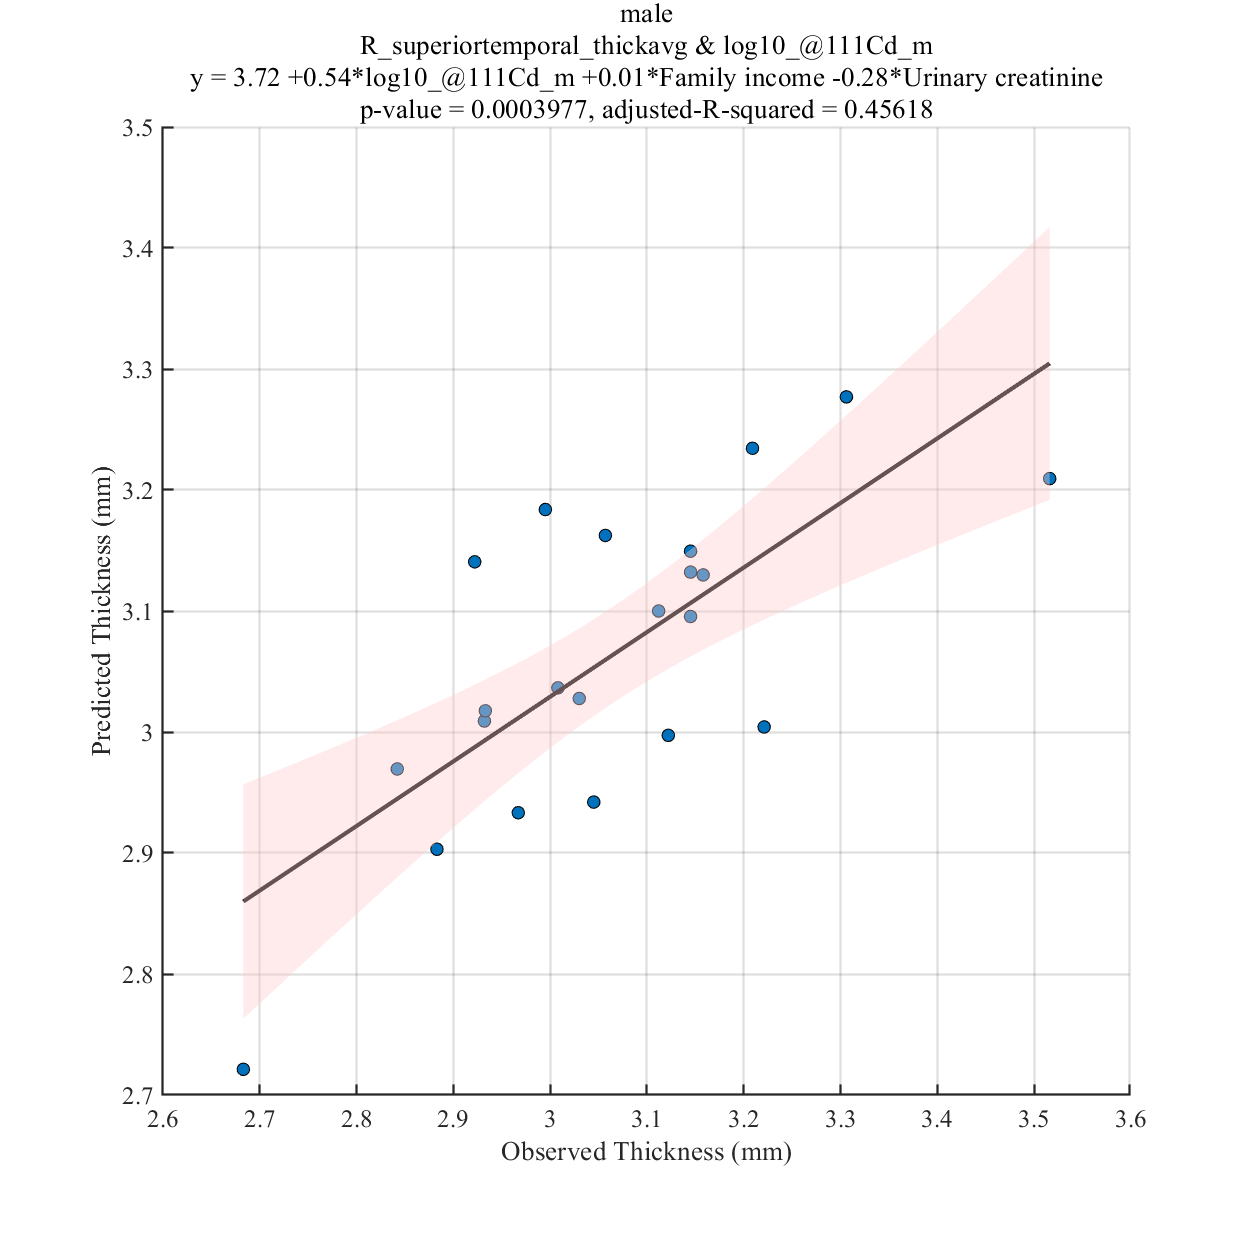 male
R_superiortemporal_thickavg & log10_@111Cd_m
y = 3.72 +0.54*log10_@111Cd_m +0.01*Family income -0.28*Urinary creatinine
p-value = 0.0003977, adjusted-R-squared = 0.45618
3.5
3.4
3.3
3.2
3.1
3
2.9
2.8
2.7
Predicted Thickness (mm)
2.6 2.7 2.8 2.9 3 3.1 3.2 3.3 3.4 3.5 3.6
Observed Thickness (mm)